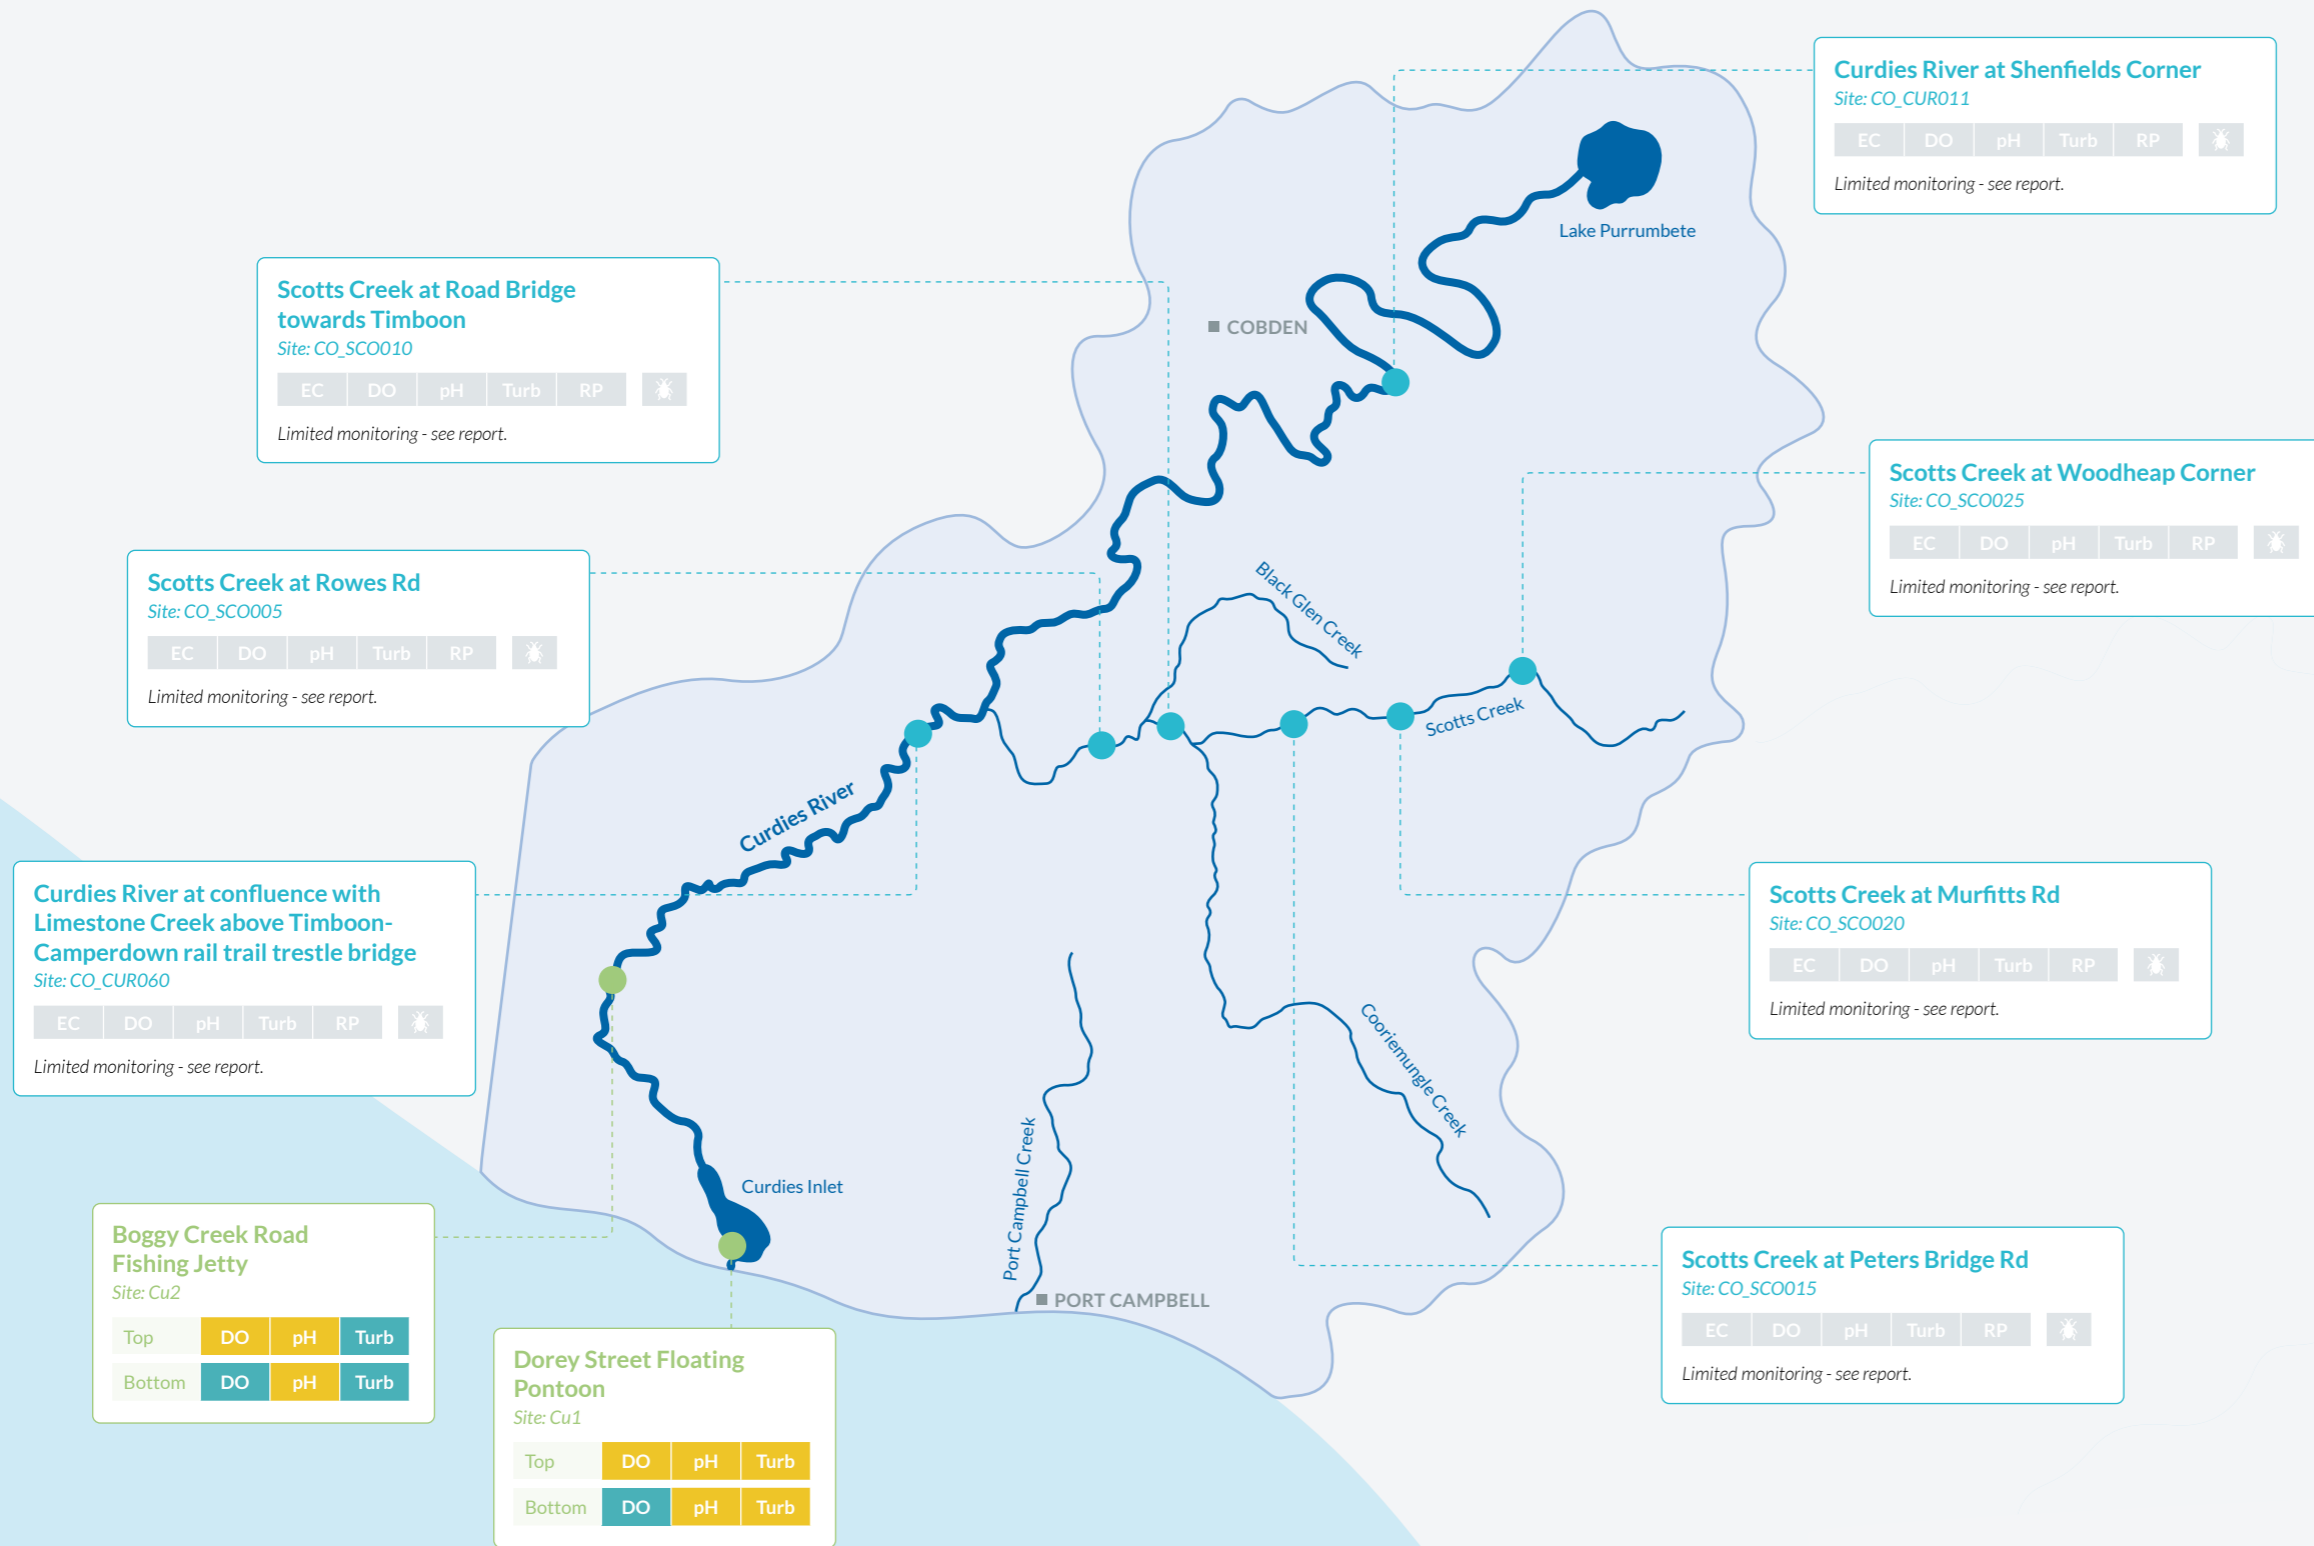 Curdies River at Shenfields Corner
Site: CO_CUR011
EC DO pH Turb RP
Limited monitoring - see report.
Lake Purrumbete
Scotts Creek at Road Bridge
towards Timboon
Site: CO_SCO010
EC DO pH Turb RP
Limited monitoring - see report.
COBDEN
Scotts Creek at Woodheap Corner
Site: CO_SCO025
EC DO pH Turb RP
Limited monitoring - see report.
Scotts Creek at Rowes Rd
Site: CO_SCO005
EC DO pH Turb RP
Limited monitoring - see report.
Black Glen Creek
Scotts Creek
Curdies River
Curdies River at confluence with
Limestone Creek above Timboon-
Camperdown rail trail trestle bridge
Site: CO_CUR060
EC DO pH Turb RP
Limited monitoring - see report.
Scotts Creek at Murfitts Rd
Site: CO_SCO020
EC DO pH Turb RP
Limited monitoring - see report.
Cooriemungle Creek
Port Campbell Creek
Curdies Inlet
Boggy Creek Road
Fishing Jetty
Site: Cu2
Top DO pH Turb
Bottom DO pH Turb
PORT CAMPBELL
Scotts Creek at Peters Bridge Rd
Site: CO_SCO015
EC DO pH Turb RP
Limited monitoring - see report.
Dorey Street Floating
Pontoon
Site: Cu1
Top DO pH Turb
Bottom DO pH Turb